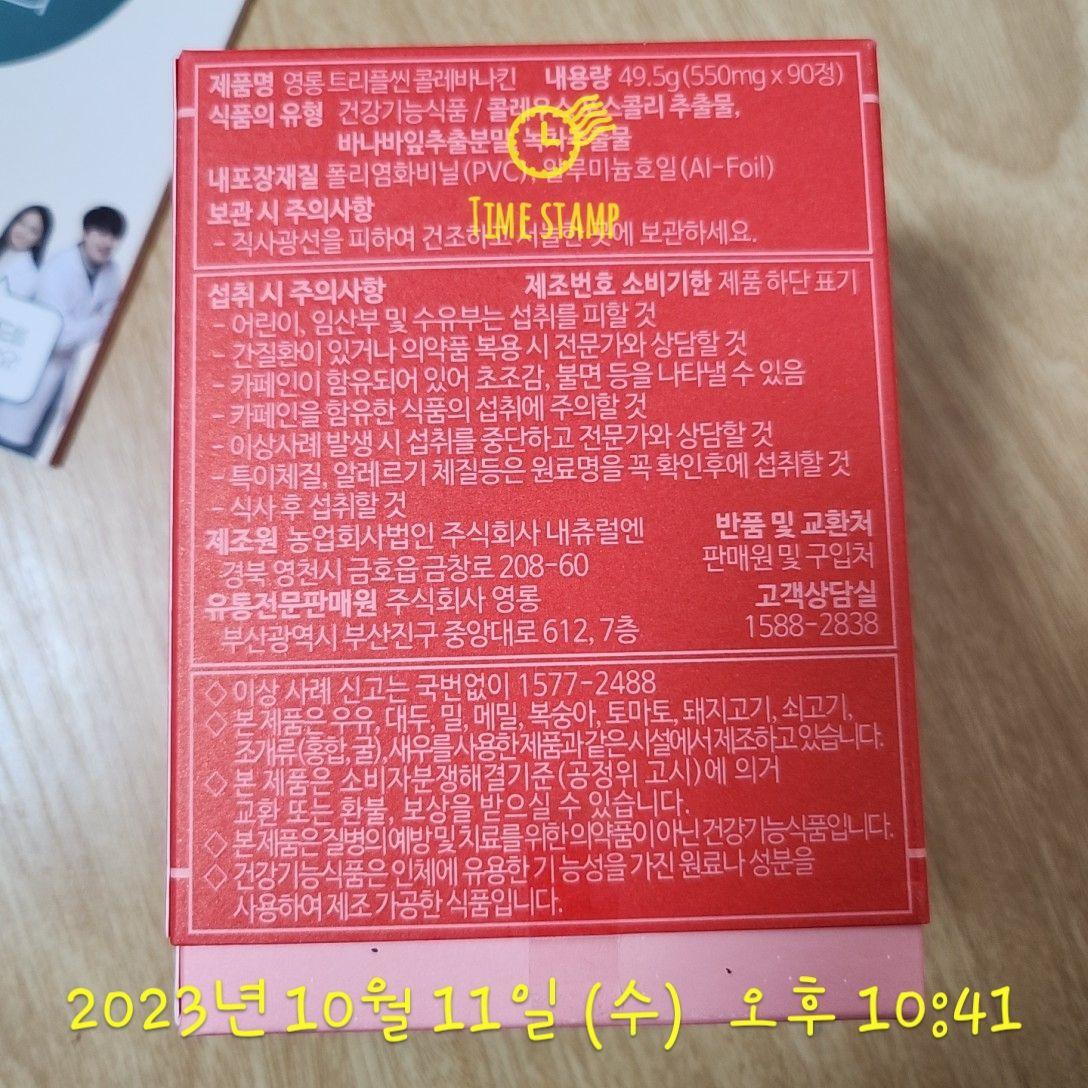 제품명 영롱 트리플씬 콜레바나킨 내용량 49.5g(550mg x 90정)
식품의 유형 건강기능식품 / 콜레우스 포스콜리 추출물,
바나바잎추출분말, 녹차추출물
내포장재질 폴리염화비닐(PVC), 알루미늄호일(Al-Foil)
보관 시 주의사항
TIME STAMP
- 직사광선을 피하여 건조하고 서늘한 곳에 보관하세요.
섭취 시 주의사항 제조번호 소비기한 제품 하단 표기
- 어린이, 임산부 및 수유부는 섭취를 피할 것
- 간질환이 있거나 의약품 복용 시 전문가와 상담할 것
- 카페인이 함유되어 있어 초조감, 불면 등을 나타낼 수 있음
- 카페인을 함유한 식품의 섭취에 주의할 것
- 이상사례 발생 시 섭취를 중단하고 전문가와 상담할 것
- 특이체질, 알레르기 체질등은 원료명을 꼭 확인후에 섭취할 것
- 식사 후 섭취할 것
제조원 농업회사법인 주식회사 내츄럴엔
경북 영천시 금호읍 금창로 208-60
유통전문판매원 주식회사 영롱
부산광역시 부산진구 중앙대로 612, 7층
반품 및 교환처
판매원 및 구입처
고객상담실
1588-2838
◇ 이상 사례 신고는 국번없이 1577-2488
◇ 본 제품은 우유, 대두, 밀, 메밀, 복숭아, 토마토, 돼지고기, 쇠고기,
조개류(홍합, 굴), 새우를 사용한 제품과 같은 시설에서 제조하고 있습니다.
◇ 본 제품은 소비자분쟁해결기준 (공정위 고시)에 의거
교환 또는 환불, 보상을 받으실 수 있습니다.
◇ 본 제품은 질병의 예방 및 치료를 위한 의약품이 아닌 건강기능식품입니다.
◇ 건강기능식품은 인체에 유용한 기 능성을 가진 원료나 성분을
사용하여 제조 가공한 식품입니다.
2023년 10월 11일 (수) 오후 10:41